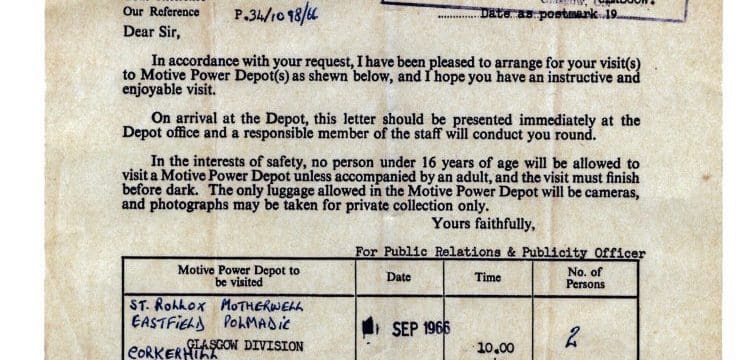 Our Reference P.34/1098/66
Date as postmark 19
Dear Sir,
In accordance with your request, I have been pleased to arrange for your visit(s)
to Motive Power Depot(s) as shewn below, and I hope you have an instructive and
enjoyable visit.
On arrival at the Depot, this letter should be presented immediately at the
Depot office and a responsible member of the staff will conduct you round.
In the interests of safety, no person under 16 years of age will be allowed to
visit a Motive Power Depot unless accompanied by an adult, and the visit must finish
before dark. The only luggage allowed in the Motive Power Depot will be cameras,
and photographs may be taken for private collection only.
Yours faithfully,
For Public Relations & Publicity Officer
Motive Power Depot to be visited Date Time No. of Persons
ST. ROLLOX MOTHERWELL
EASTFIELD POLMADIE
SEP 1966 2
GLASGOW DIVISION 10.00
CORKERHILL